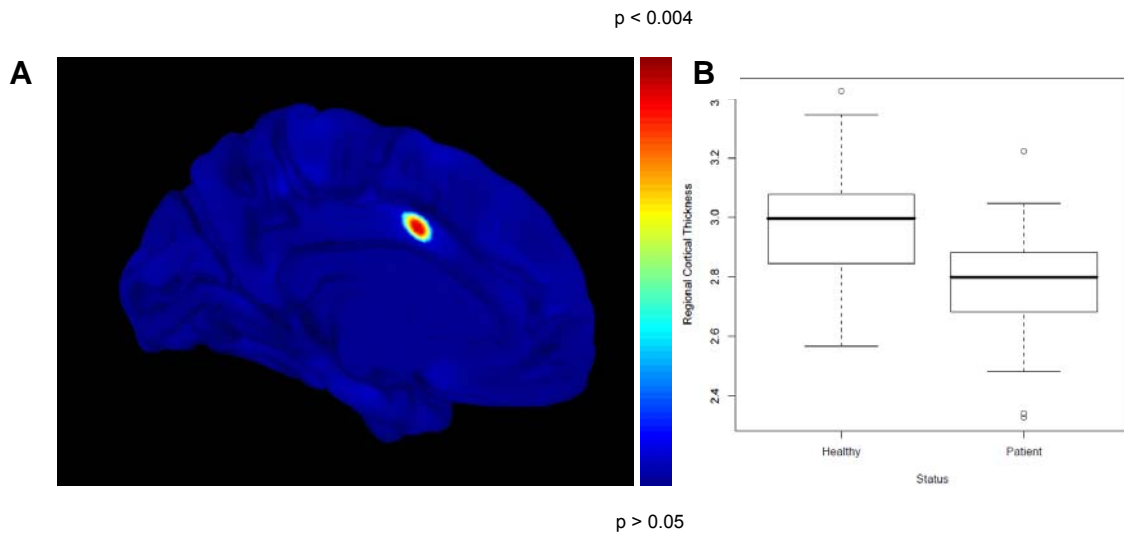 p < 0.004
A
B
3
3.2
3.0
2.8
2.6
2.4
Regional Cortical Thickness
Healthy
Patient
Status
p > 0.05